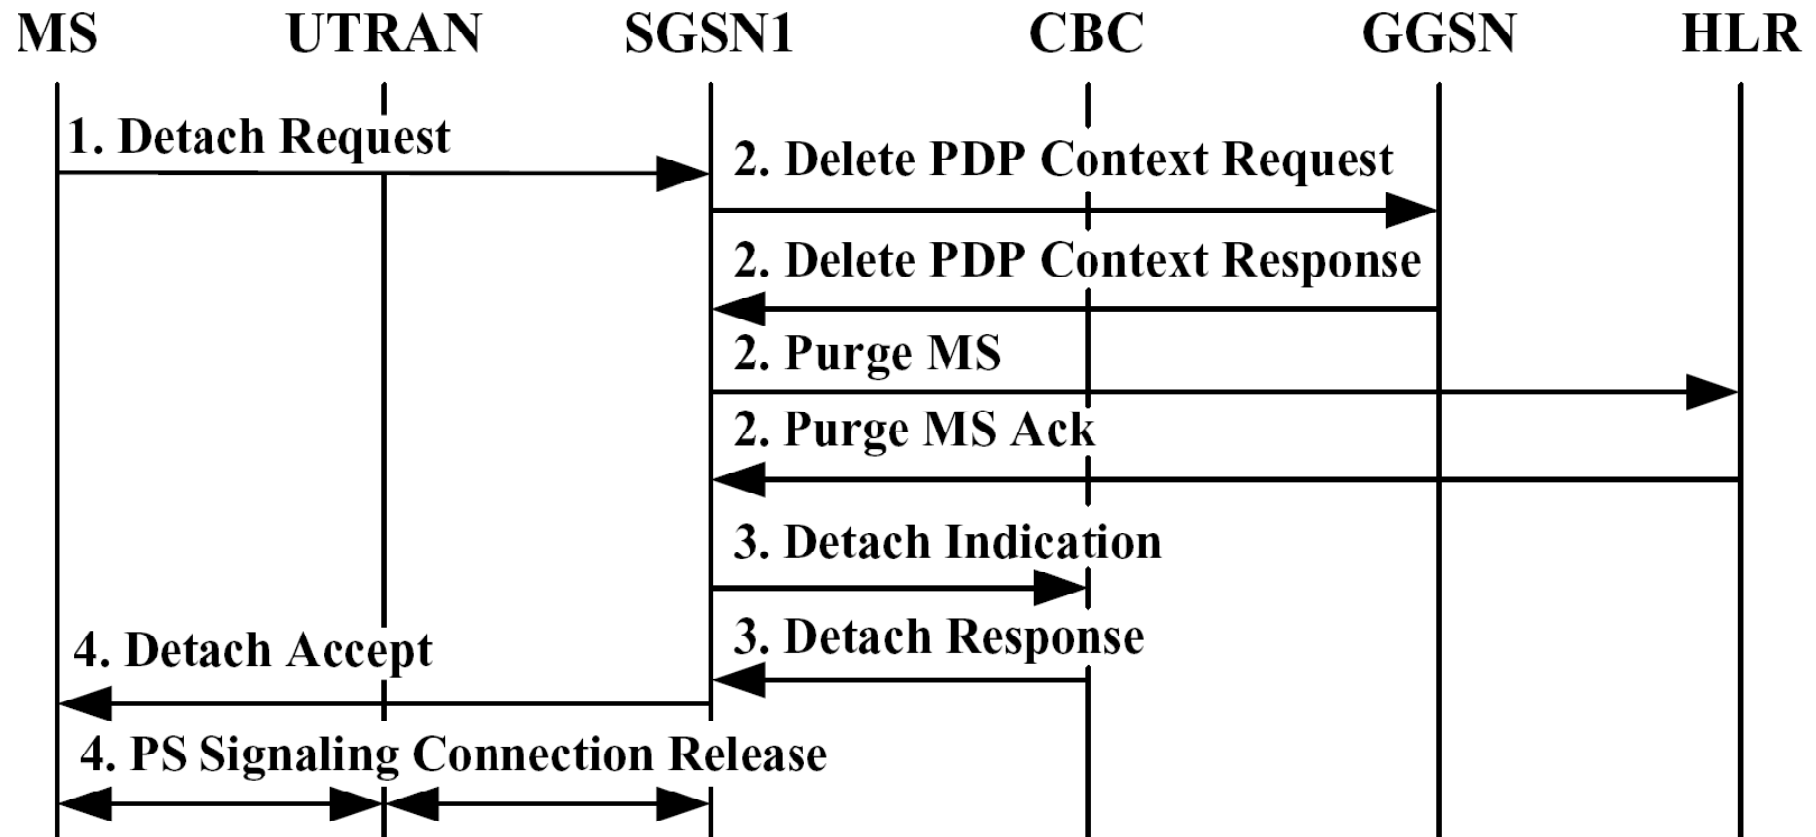 MS UTRAN SGSN1 CBC GGSN HLR
1. Detach Request
2. Delete PDP Context Request
2. Delete PDP Context Response
2. Purge MS
2. Purge MS Ack
3. Detach Indication
3. Detach Response
4. Detach Accept
4. PS Signaling Connection Release